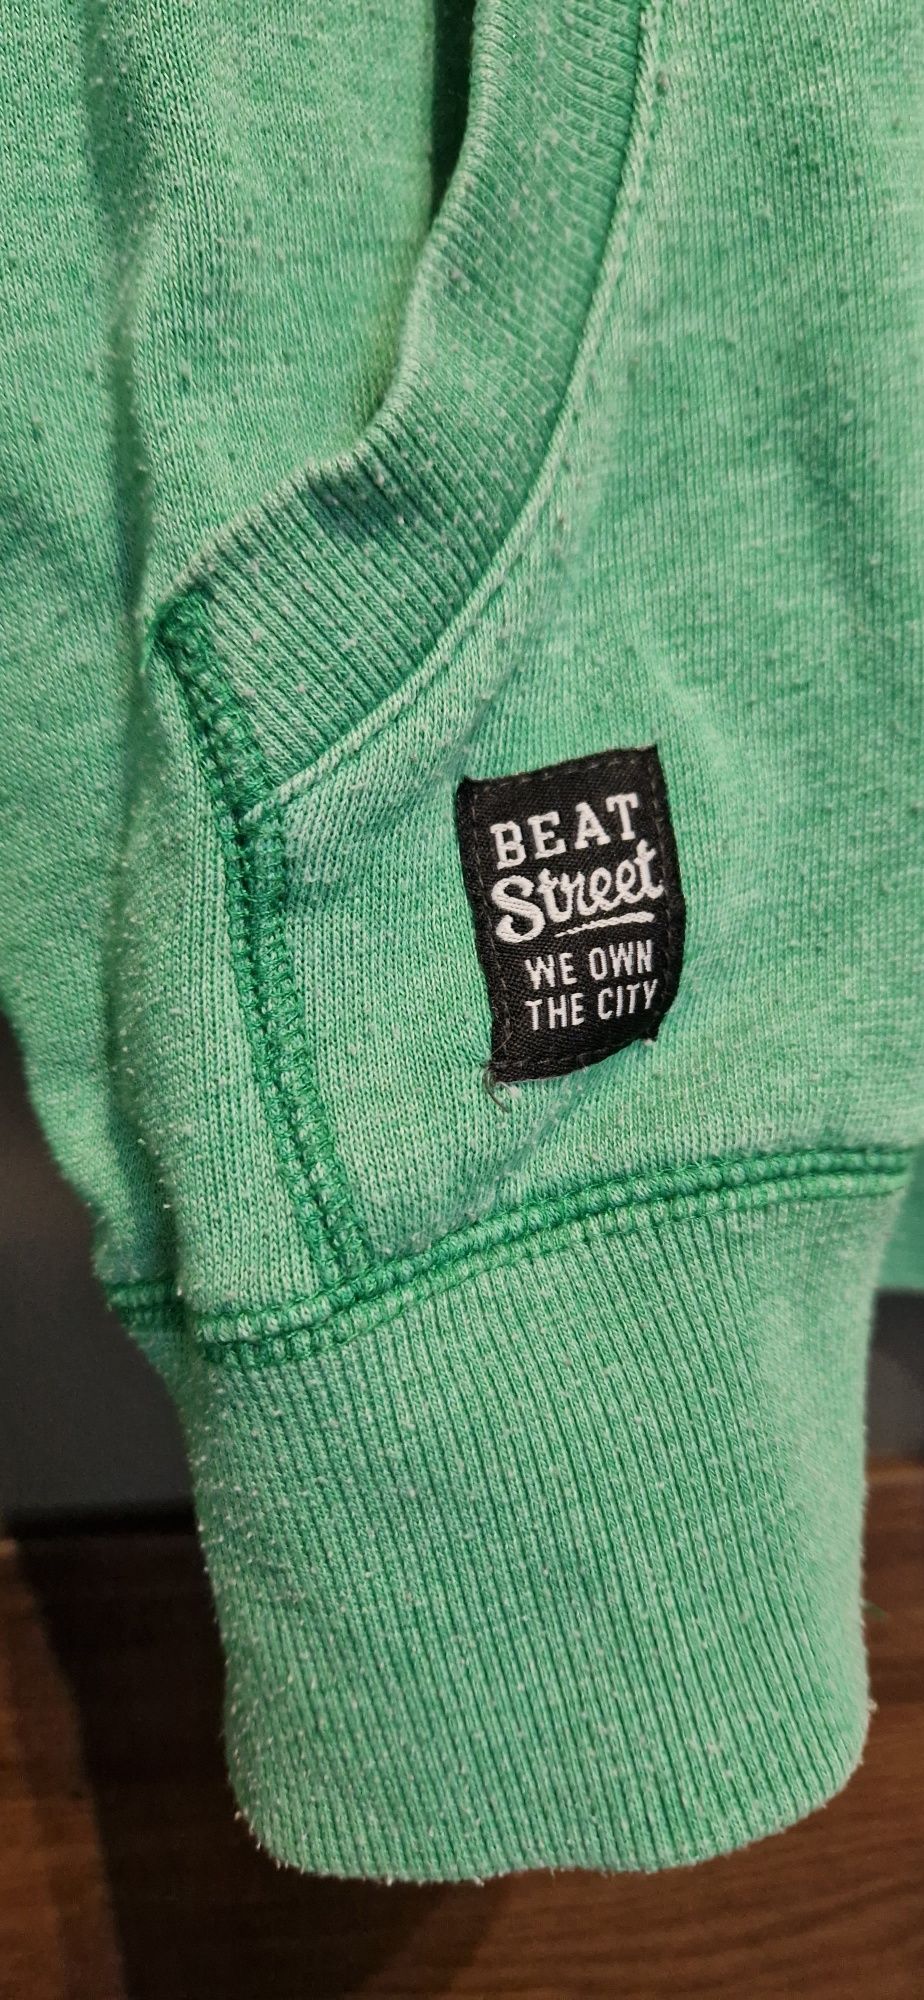 BEAT
Street
WE OWN
THE CITY